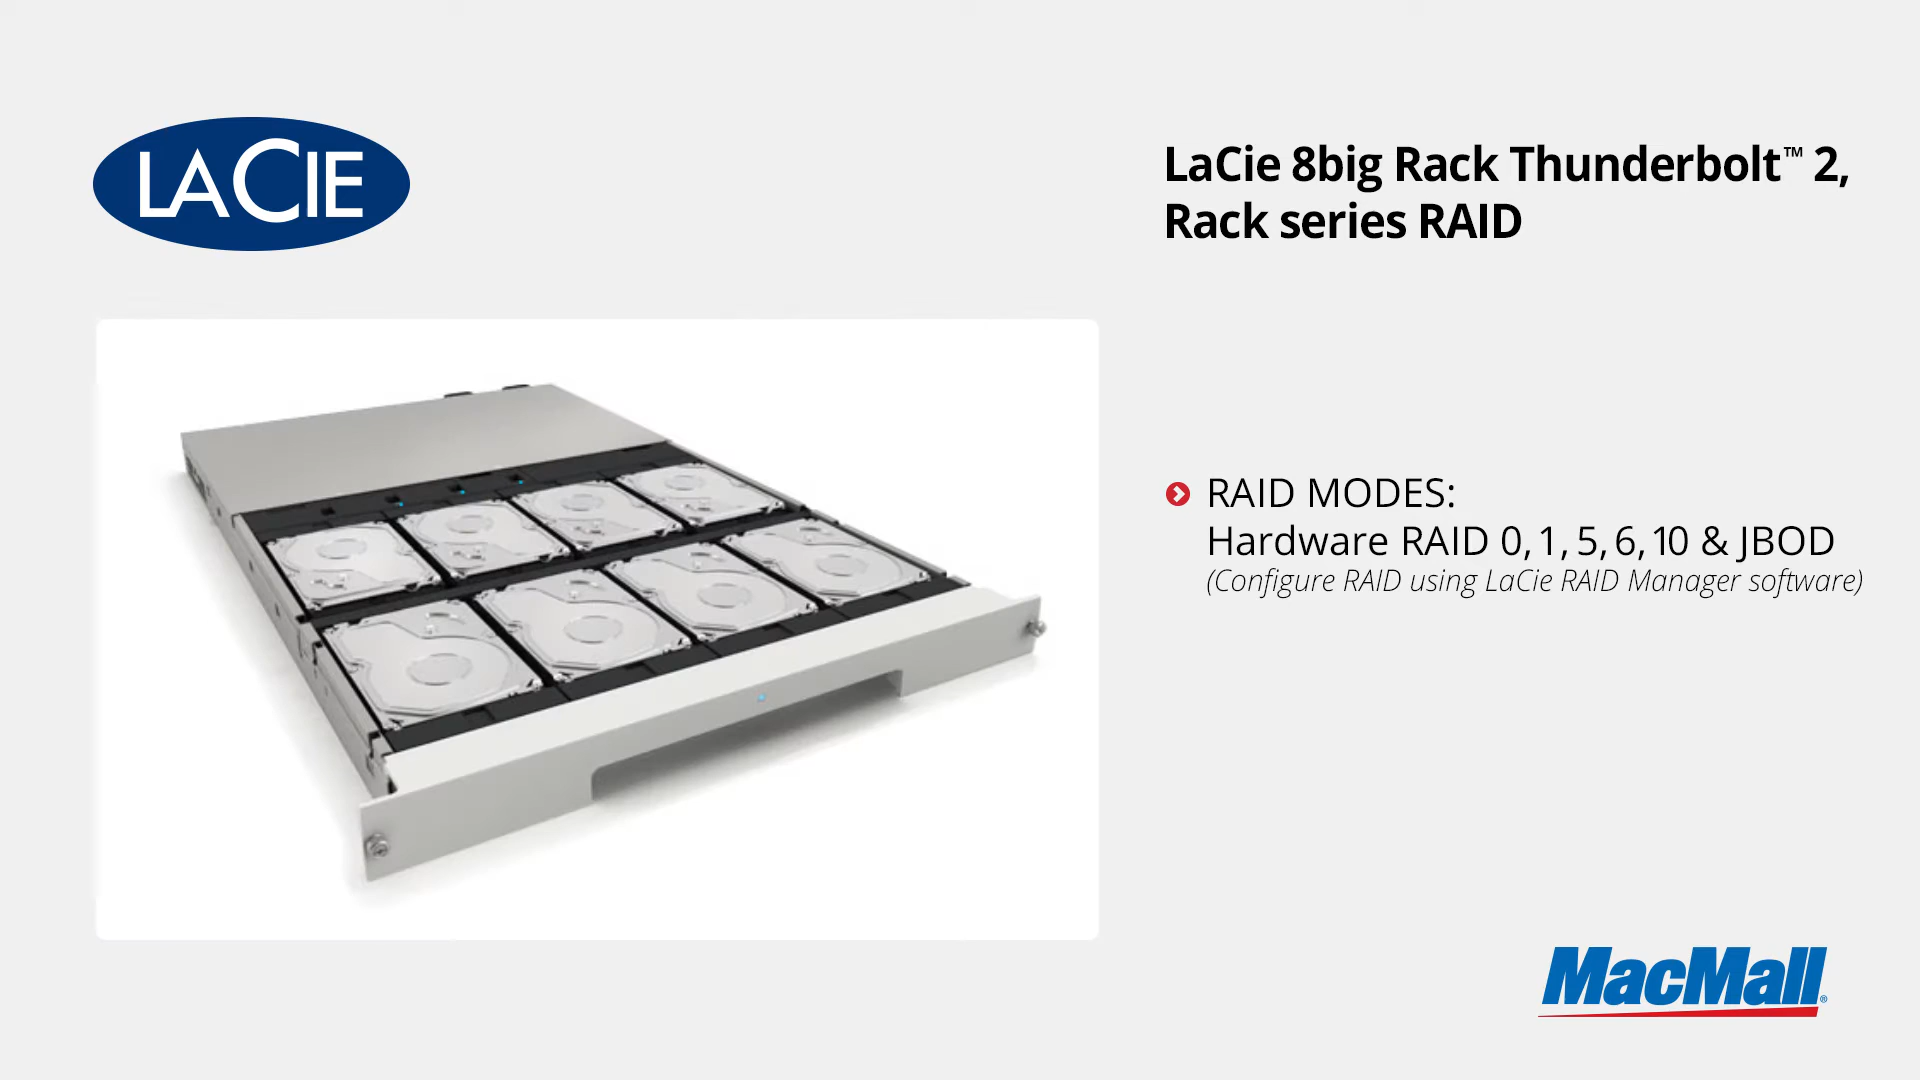 LACIE
LaCie 8big Rack Thunderbolt™ 2,
Rack series RAID
RAID MODES:
Hardware RAID 0, 1, 5, 6, 10 & JBOD
(Configure RAID using LaCie RAID Manager software)
MacMall®